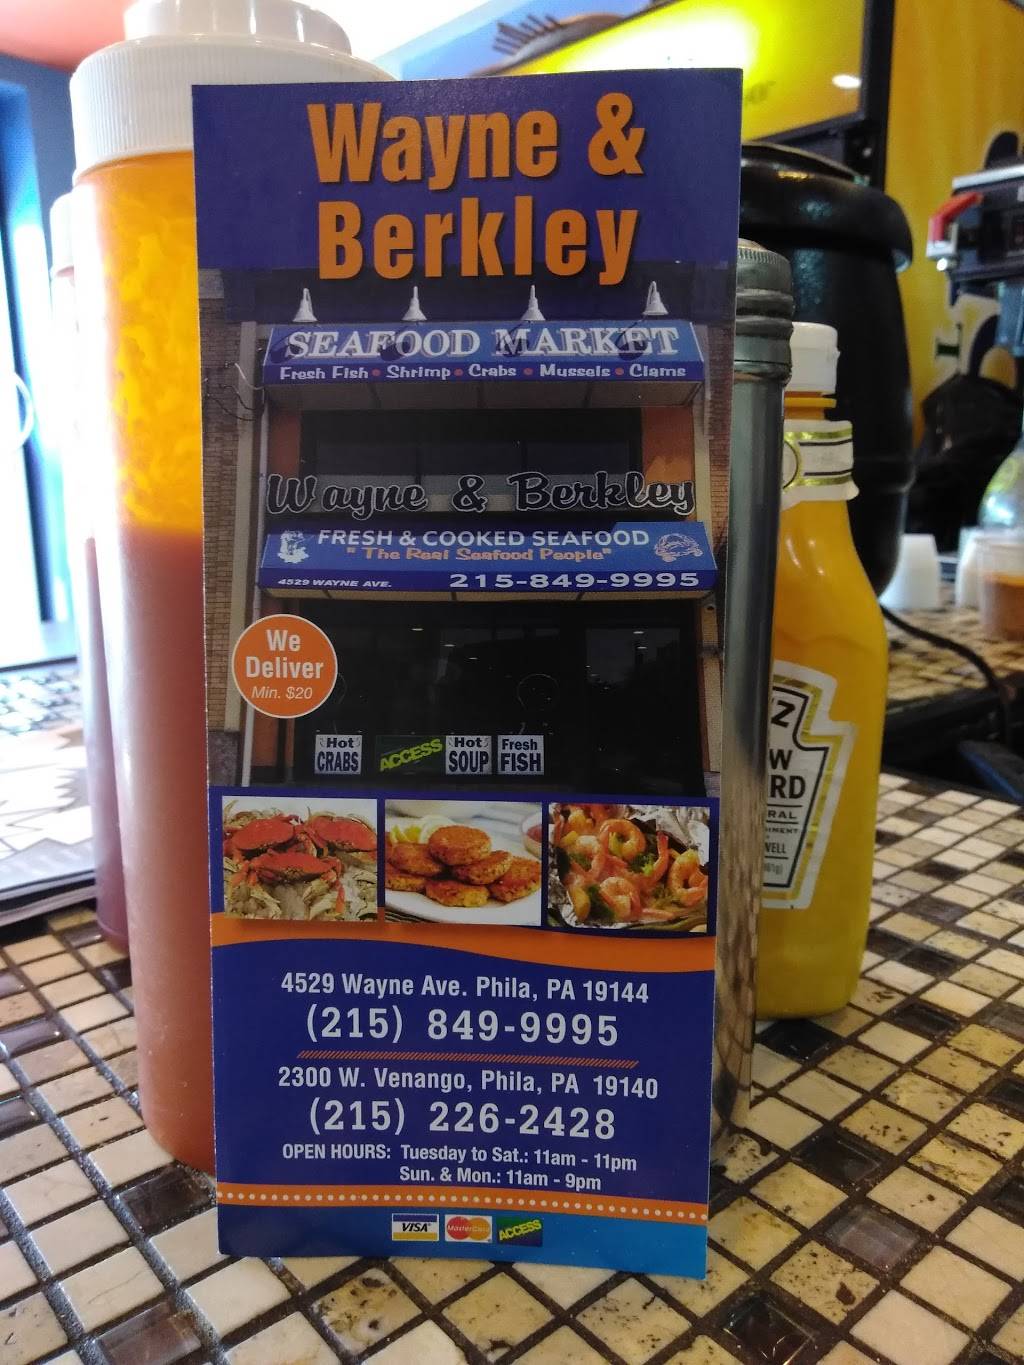 Wayne &
Berkley
SEAFOOD MARKET
Fresh Fish • Shrimp • Crabs • Mussels • Clams
Wayne & Berkley
FRESH & COOKED SEAFOOD
"The Real Seafood People"
4529 WAYNE AVE. 215-849-9995
We
Deliver
Min. $20
Hot
CRABS
ACCESS
Hot
SOUP
Fresh
FISH
4529 Wayne Ave. Phila, PA 19144
(215) 849-9995
2300 W. Venango, Phila, PA 19140
(215) 226-2428
OPEN HOURS: Tuesday to Sat.: 11am - 11pm
Sun. & Mon.: 11am - 9pm
VISA MasterCard ACCESS